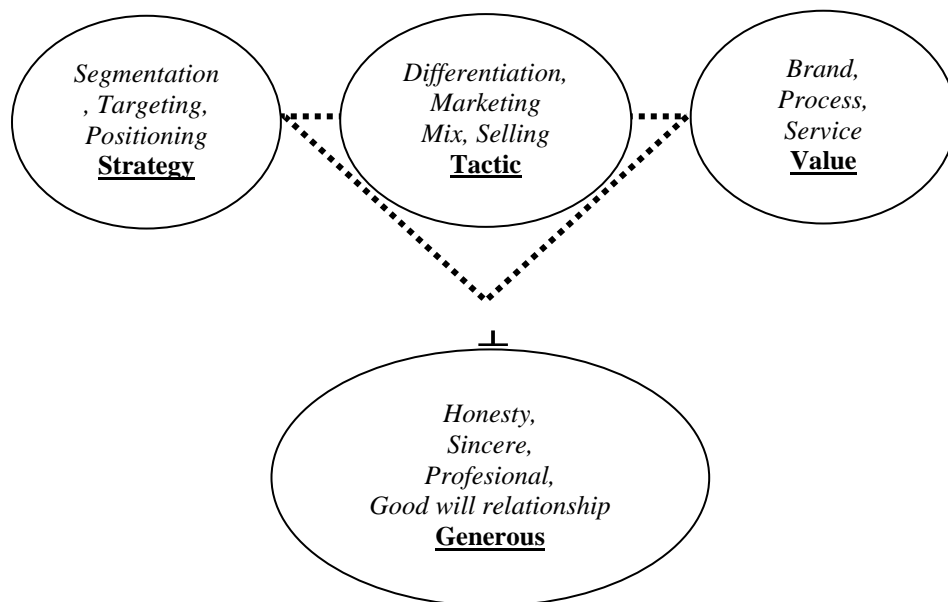 Segmentation
, Targeting,
Positioning
Strategy
Differentiation,
Marketing
Mix, Selling
Tactic
Brand,
Process,
Service
Value
Honesty,
Sincere,
Profesional,
Good will relationship
Generous